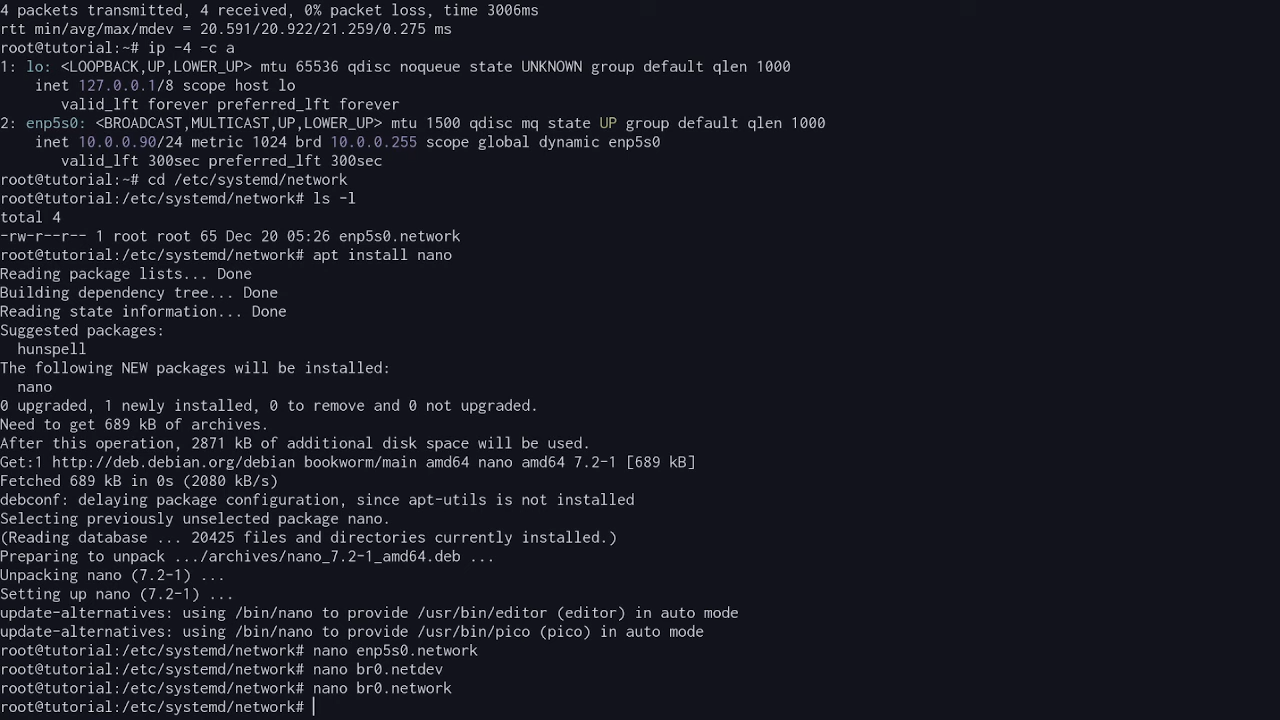 4 packets transmitted, 4 received, 0% packet loss, time 3006ms
rtt min/avg/max/mdev = 20.591/20.922/21.259/0.275 ms
root@tutorial:~# ip -4 -c a
1: lo: <LOOPBACK,UP,LOWER_UP> mtu 65536 qdisc noqueue state UNKNOWN group default qlen 1000
    inet 127.0.0.1/8 scope host lo
       valid_lft forever preferred_lft forever
2: enp5s0: <BROADCAST,MULTICAST,UP,LOWER_UP> mtu 1500 qdisc mq state UP group default qlen 1000
    inet 10.0.0.90/24 metric 1024 brd 10.0.0.255 scope global dynamic enp5s0
       valid_lft 300sec preferred_lft 300sec
root@tutorial:~# cd /etc/systemd/network
root@tutorial:/etc/systemd/network# ls -l
total 4
-rw-r--r-- 1 root root 65 Dec 20 05:26 enp5s0.network
root@tutorial:/etc/systemd/network# apt install nano
Reading package lists... Done
Building dependency tree... Done
Reading state information... Done
Suggested packages:
  hunspell
The following NEW packages will be installed:
  nano
0 upgraded, 1 newly installed, 0 to remove and 0 not upgraded.
Need to get 689 kB of archives.
After this operation, 2871 kB of additional disk space will be used.
Get:1 http://deb.debian.org/debian bookworm/main amd64 nano amd64 7.2-1 [689 kB]
Fetched 689 kB in 0s (2080 kB/s)
debconf: delaying package configuration, since apt-utils is not installed
Selecting previously unselected package nano.
(Reading database ... 20425 files and directories currently installed.)
Preparing to unpack .../archives/nano_7.2-1_amd64.deb ...
Unpacking nano (7.2-1) ...
Setting up nano (7.2-1) ...
update-alternatives: using /bin/nano to provide /usr/bin/editor (editor) in auto mode
update-alternatives: using /bin/nano to provide /usr/bin/pico (pico) in auto mode
root@tutorial:/etc/systemd/network# nano enp5s0.network
root@tutorial:/etc/systemd/network# nano br0.netdev
root@tutorial:/etc/systemd/network# nano br0.network
root@tutorial:/etc/systemd/network#